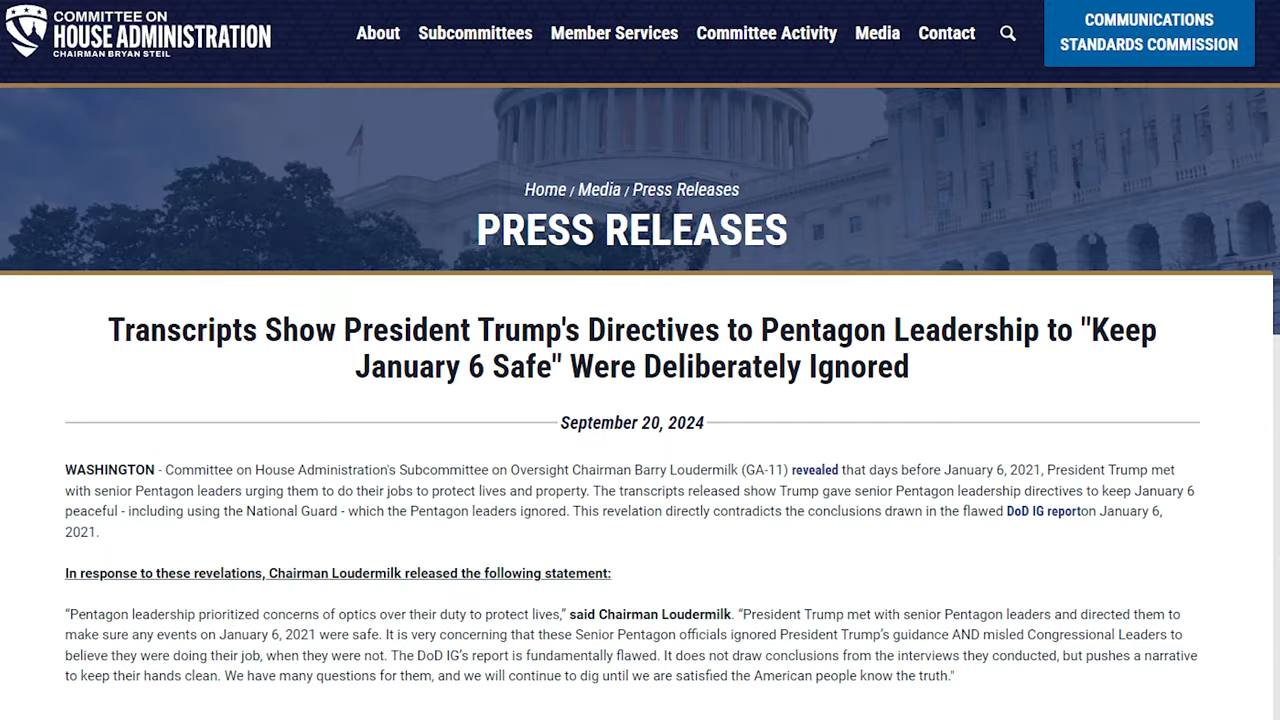 COMMITTEE ON
HOUSE ADMINISTRATION
CHAIRMAN BRYAN STEIL
About Subcommittees Member Services Committee Activity Media Contact
COMMUNICATIONS
STANDARDS COMMISSION
Home / Media / Press Releases
PRESS RELEASES
Transcripts Show President Trump's Directives to Pentagon Leadership to "Keep
January 6 Safe" Were Deliberately Ignored
September 20, 2024
WASHINGTON - Committee on House Administration's Subcommittee on Oversight Chairman Barry Loudermilk (GA-11) revealed that days before January 6, 2021, President Trump met
with senior Pentagon leaders urging them to do their jobs to protect lives and property. The transcripts released show Trump gave senior Pentagon leadership directives to keep January 6
peaceful - including using the National Guard - which the Pentagon leaders ignored. This revelation directly contradicts the conclusions drawn in the flawed DoD IG reporton January 6,
2021.
In response to these revelations, Chairman Loudermilk released the following statement:
“Pentagon leadership prioritized concerns of optics over their duty to protect lives,” said Chairman Loudermilk. “President Trump met with senior Pentagon leaders and directed them to
make sure any events on January 6, 2021 were safe. It is very concerning that these Senior Pentagon officials ignored President Trump’s guidance AND misled Congressional Leaders to
believe they were doing their job, when they were not. The DoD IG’s report is fundamentally flawed. It does not draw conclusions from the interviews they conducted, but pushes a narrative
to keep their hands clean. We have many questions for them, and we will continue to dig until we are satisfied the American people know the truth."